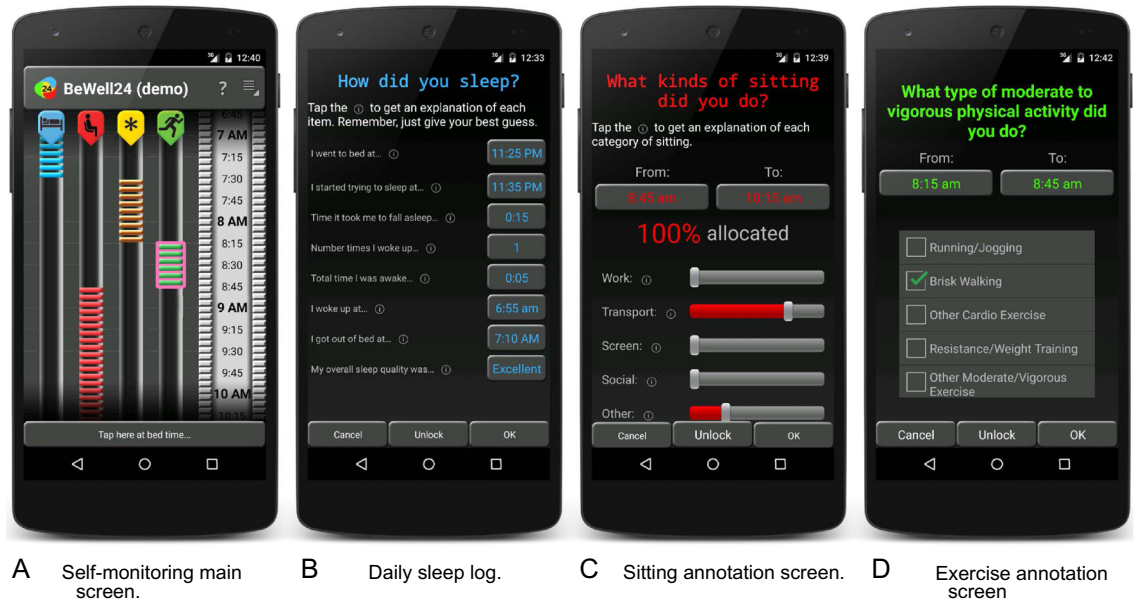 12:40
24 BeWell24 (demo) ?
6:45
7 AM
7:15
7:30
7:45
8 AM
8:15
8:30
8:45
9 AM
9:15
9:30
9:45
10 AM
10:15
Tap here at bed time...
A Self-monitoring main
screen.
3G 12:33
How did you sleep?
Tap the ⓘ to get an explanation of each
item. Remember, just give your best guess.
I went to bed at... ⓘ 11:25 PM
I started trying to sleep at... ⓘ 11:35 PM
Time it took me to fall asleep... ⓘ 0:15
Number times I woke up... ⓘ 1
Total time I was awake... ⓘ 0:05
I woke up at... ⓘ 6:55 am
I got out of bed at... ⓘ 7:10 AM
My overall sleep quality was... ⓘ Excellent
Cancel Unlock OK
B Daily sleep log.
3G 12:39
What kinds of sitting
did you do?
Tap the ⓘ to get an explanation of each
category of sitting.
From: To:
8:45 am 10:15 am
100% allocated
Work: ⓘ
Transport: ⓘ
Screen: ⓘ
Social: ⓘ
Other: ⓘ
Cancel Unlock OK
C Sitting annotation screen.
3G 12:42
What type of moderate to
vigorous physical activity did
you do?
From: To:
8:15 am 8:45 am
Running/Jogging
Brisk Walking
Other Cardio Exercise
Resistance/Weight Training
Other Moderate/Vigorous
Exercise
Cancel Unlock OK
D Exercise annotation
screen